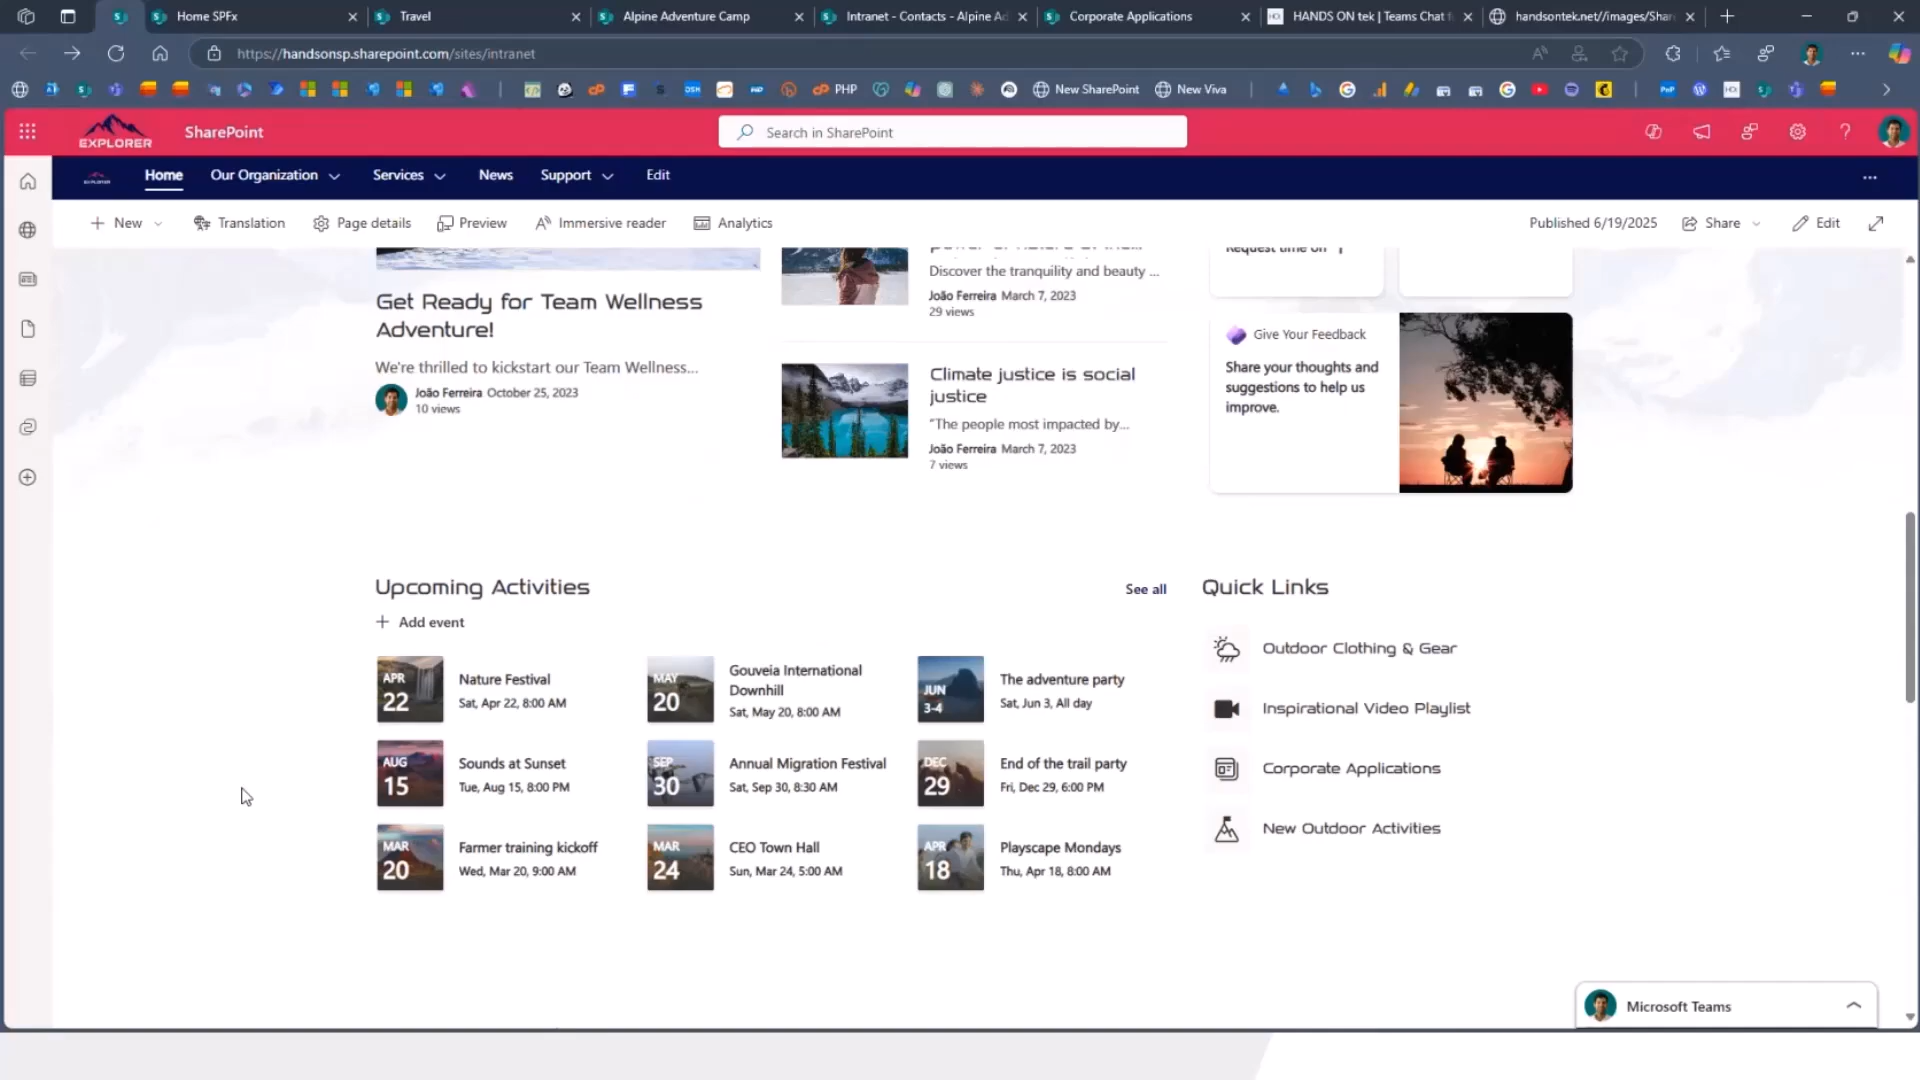 Home SPFx
Travel
Alpine Adventure Camp
Intranet - Contacts - Alpine Ad
Corporate Applications
HANDS ON tek | Teams Chat f
handsontek.net//images/Shar
https://handsonsp.sharepoint.com/sites/intranet
PHP
New SharePoint
New Viva
EXPLORER
SharePoint
Search in SharePoint
EXPLORER
Home
Our Organization
Services
News
Support
Edit
New
Translation
Page details
Preview
Immersive reader
Analytics
Published 6/19/2025
Share
Edit
Get Ready for Team Wellness
Adventure!
We're thrilled to kickstart our Team Wellness...
João Ferreira October 25, 2023
10 views
Discover the tranquility and beauty ...
João Ferreira March 7, 2023
29 views
Climate justice is social
justice
"The people most impacted by...
João Ferreira March 7, 2023
7 views
Request time off
Give Your Feedback
Share your thoughts and
suggestions to help us
improve.
Upcoming Activities
See all
Add event
APR
22
Nature Festival
Sat, Apr 22, 8:00 AM
MAY
20
Gouveia International
Downhill
Sat, May 20, 8:00 AM
JUN
3-4
The adventure party
Sat, Jun 3, All day
AUG
15
Sounds at Sunset
Tue, Aug 15, 8:00 PM
SEP
30
Annual Migration Festival
Sat, Sep 30, 8:30 AM
DEC
29
End of the trail party
Fri, Dec 29, 6:00 PM
MAR
20
Farmer training kickoff
Wed, Mar 20, 9:00 AM
MAR
24
CEO Town Hall
Sun, Mar 24, 5:00 AM
APR
18
Playscape Mondays
Thu, Apr 18, 8:00 AM
Quick Links
Outdoor Clothing & Gear
Inspirational Video Playlist
Corporate Applications
New Outdoor Activities
Microsoft Teams